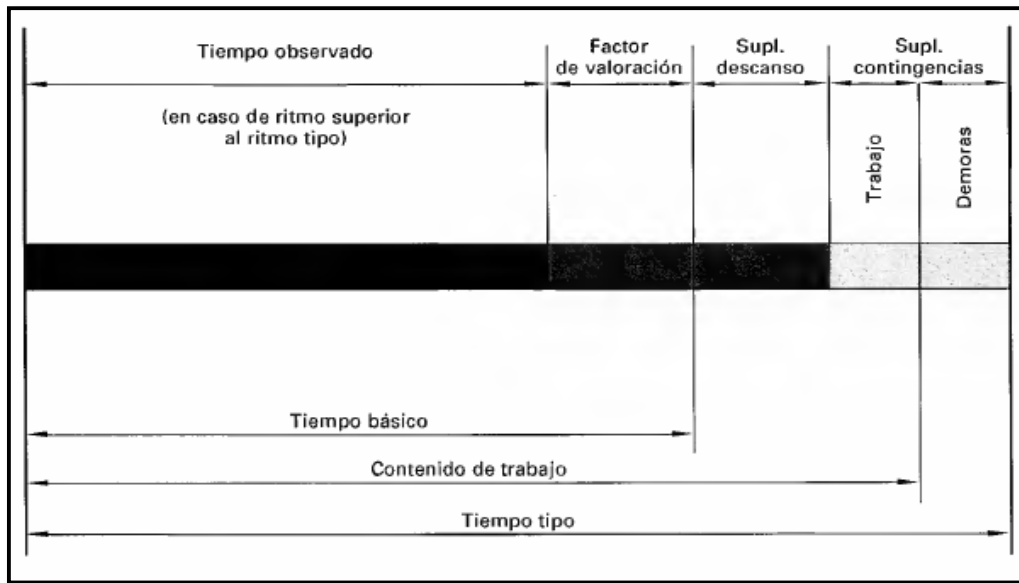 Tiempo observado
Factor
de valoración
Supl.
descanso
Supl.
contingencias
(en caso de ritmo superior
al ritmo tipo)
Trabajo
Demoras
Tiempo básico
Contenido de trabajo
Tiempo tipo